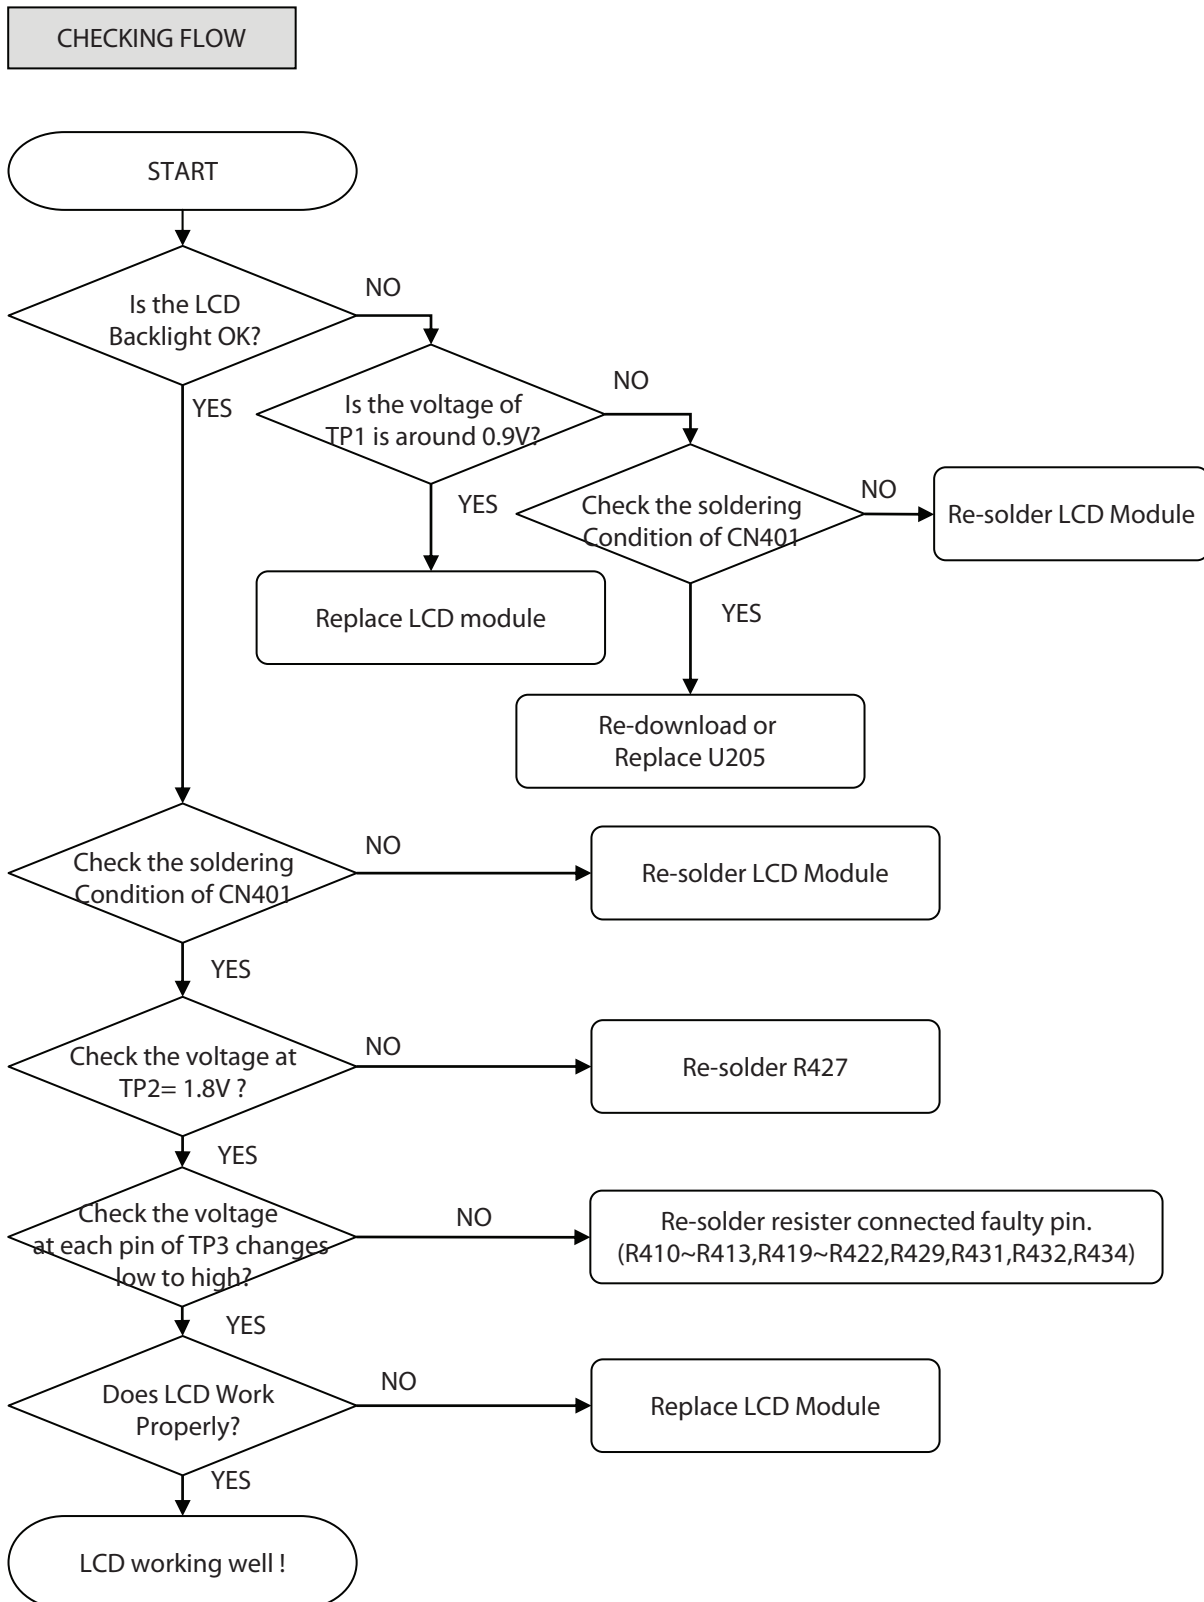 CHECKING FLOW
START
Is the LCD
Backlight OK?
NO
YES
Is the voltage of
TP1 is around 0.9V?
NO
YES
Check the soldering
Condition of CN401
NO
Re-solder LCD Module
Replace LCD module
YES
Re-download or
Replace U205
Check the soldering
Condition of CN401
NO
Re-solder LCD Module
YES
Check the voltage at
TP2= 1.8V ?
NO
Re-solder R427
YES
Check the voltage
at each pin of TP3 changes
low to high?
NO
Re-solder resister connected faulty pin.
(R410~R413,R419~R422,R429,R431,R432,R434)
YES
Does LCD Work
Properly?
NO
Replace LCD Module
YES
LCD working well !